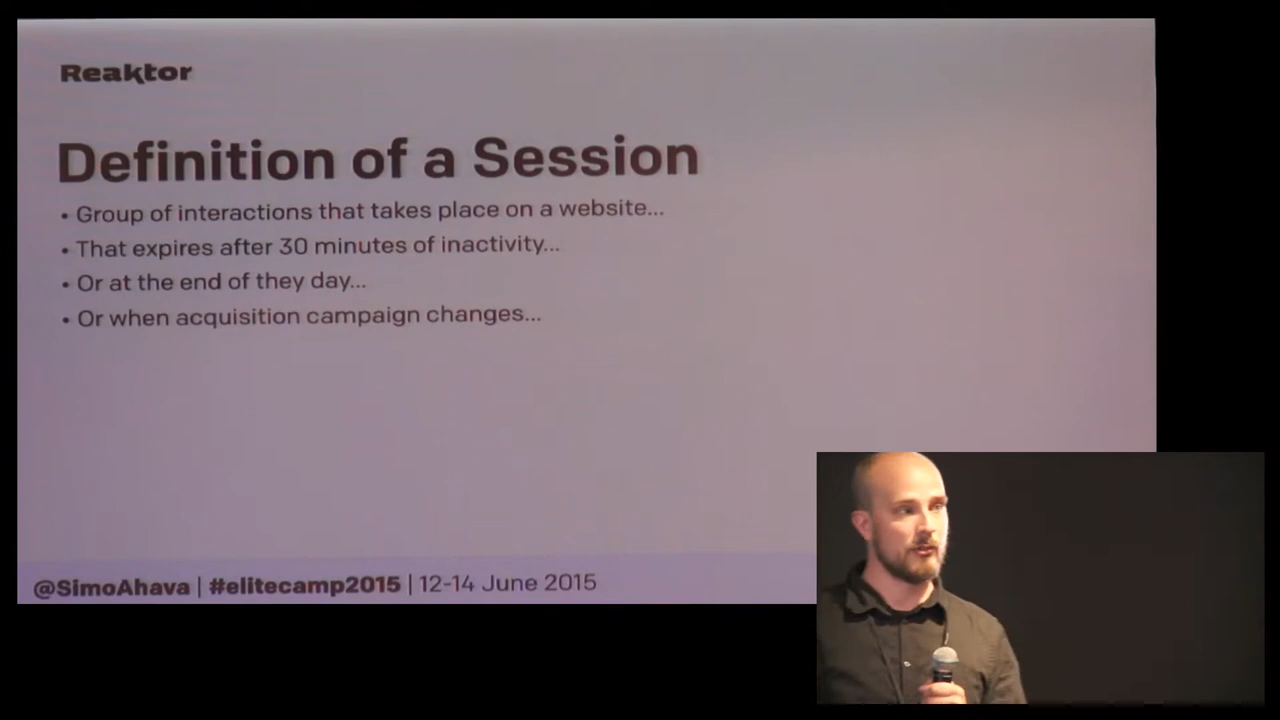 Reaktor
Definition of a Session
• Group of interactions that takes place on a website...
• That expires after 30 minutes of inactivity...
• Or at the end of they day...
• Or when acquisition campaign changes...
@SimoAhava | #elitecamp2015 | 12-14 June 2015